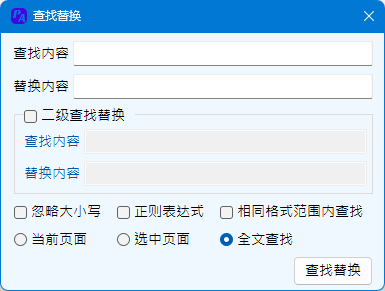 查找替换
查找内容
替换内容
二级查找替换
查找内容
替换内容
忽略大小写 正则表达式 相同格式范围内查找
当前页面 选中页面 全文查找
查找替换